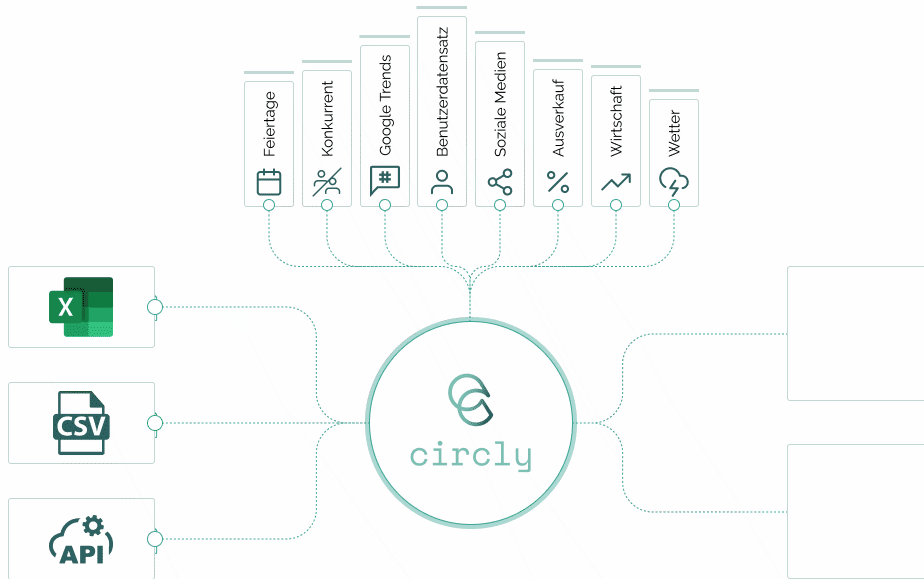 Feiertage
Konkurrent
Google Trends
Benutzerdatensatz
Soziale Medien
Ausverkauf
Wirtschaft
Wetter
X
CSV
API
circly